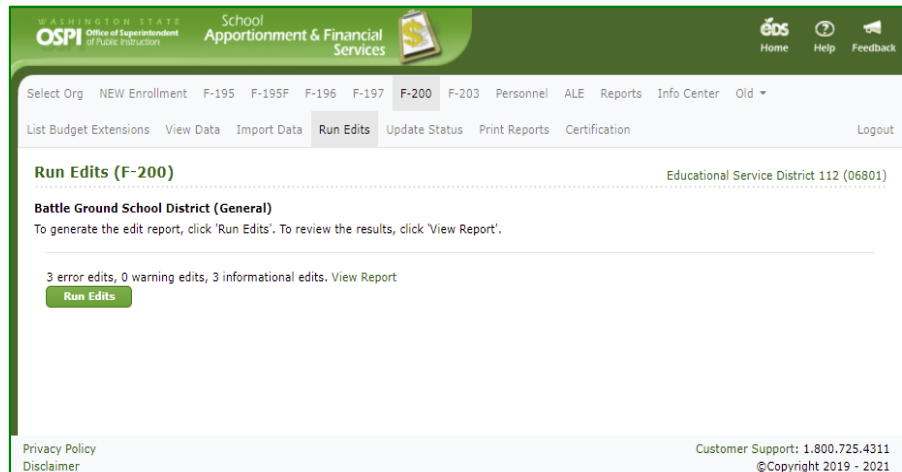 WASHINGTON STATE
OSPI Office of Superintendent of Public Instruction
School
Apportionment & Financial
Services
$
eds
Home
?
Help
Feedback
Select Org NEW Enrollment F-195 F-195F F-196 F-197 F-200 F-203 Personnel ALE Reports Info Center Old
List Budget Extensions View Data Import Data Run Edits Update Status Print Reports Certification Logout
Run Edits (F-200)
Educational Service District 112 (06801)
Battle Ground School District (General)
To generate the edit report, click 'Run Edits'. To review the results, click 'View Report'.
3 error edits, 0 warning edits, 3 informational edits. View Report
Run Edits
Privacy Policy
Disclaimer
Customer Support: 1.800.725.4311
©Copyright 2019 - 2021